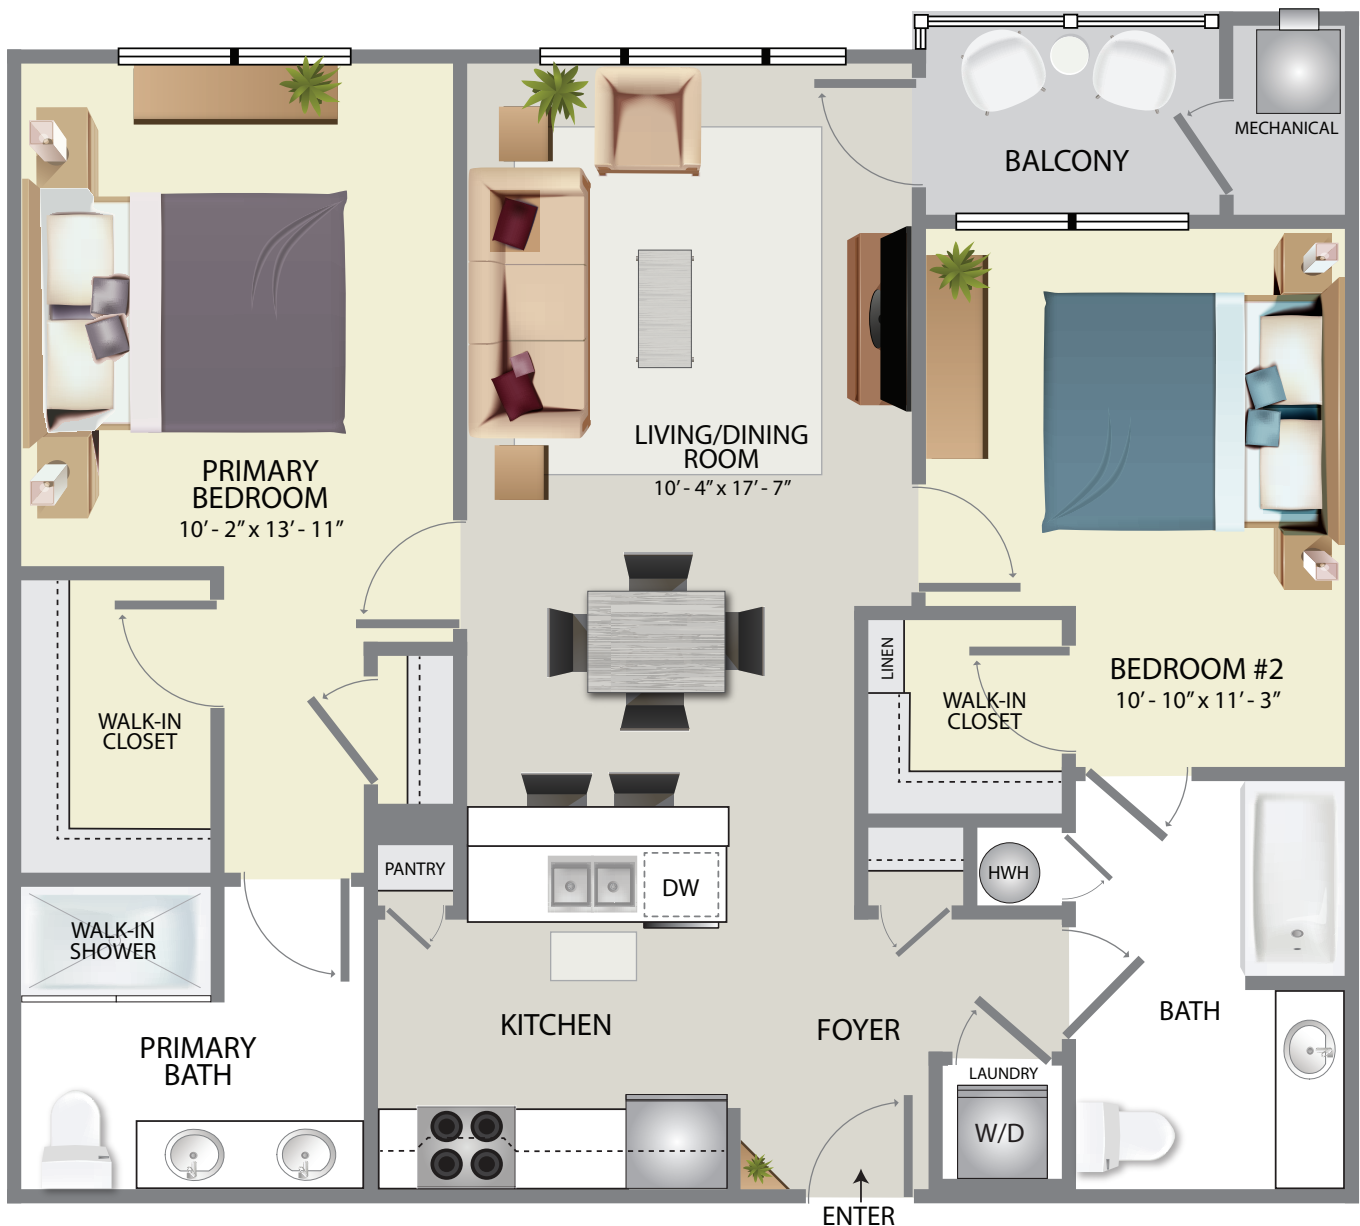 MECHANICAL
BALCONY
LIVING/DINING
ROOM
10' - 4" x 17' - 7"
PRIMARY
BEDROOM
10' - 2" x 13' - 11"
BEDROOM #2
10' - 10" x 11' - 3"
LINEN
WALK-IN
CLOSET
WALK-IN
CLOSET
PANTRY
DW
HWH
WALK-IN
SHOWER
PRIMARY
BATH
KITCHEN
FOYER
BATH
LAUNDRY
W/D
ENTER